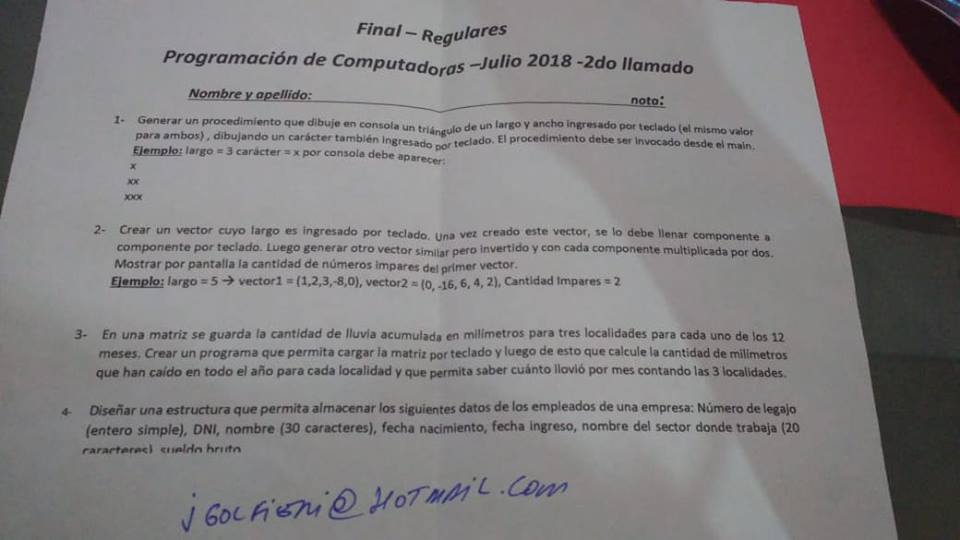 Final – Regulares
Programación de Computadoras –Julio 2018 -2do llamado
Nombre y apellido: nota:
1- Generar un procedimiento que dibuje en consola un triángulo de un largo y ancho ingresado por teclado (el mismo valor
para ambos) , dibujando un carácter también ingresado por teclado. El procedimiento debe ser invocado desde el main.
Ejemplo: largo = 3 carácter = x por consola debe aparecer:
x
xx
xxx
2- Crear un vector cuyo largo es ingresado por teclado. Una vez creado este vector, se lo debe llenar componente a
componente por teclado. Luego generar otro vector similar pero invertido y con cada componente multiplicada por dos.
Mostrar por pantalla la cantidad de números impares del primer vector.
Ejemplo: largo = 5 → vector1 = (1,2,3,-8,0), vector2 = (0, -16, 6, 4, 2), Cantidad Impares = 2
3- En una matriz se guarda la cantidad de lluvia acumulada en milímetros para tres localidades para cada uno de los 12
meses. Crear un programa que permita cargar la matriz por teclado y luego de esto que calcule la cantidad de milímetros
que han caído en todo el año para cada localidad y que permita saber cuánto llovió por mes contando las 3 localidades.
4- Diseñar una estructura que permita almacenar los siguientes datos de los empleados de una empresa: Número de legajo
(entero simple), DNI, nombre (30 caracteres), fecha nacimiento, fecha ingreso, nombre del sector donde trabaja (20
caracteres), sueldo bruto
@HOTMAIL.COM